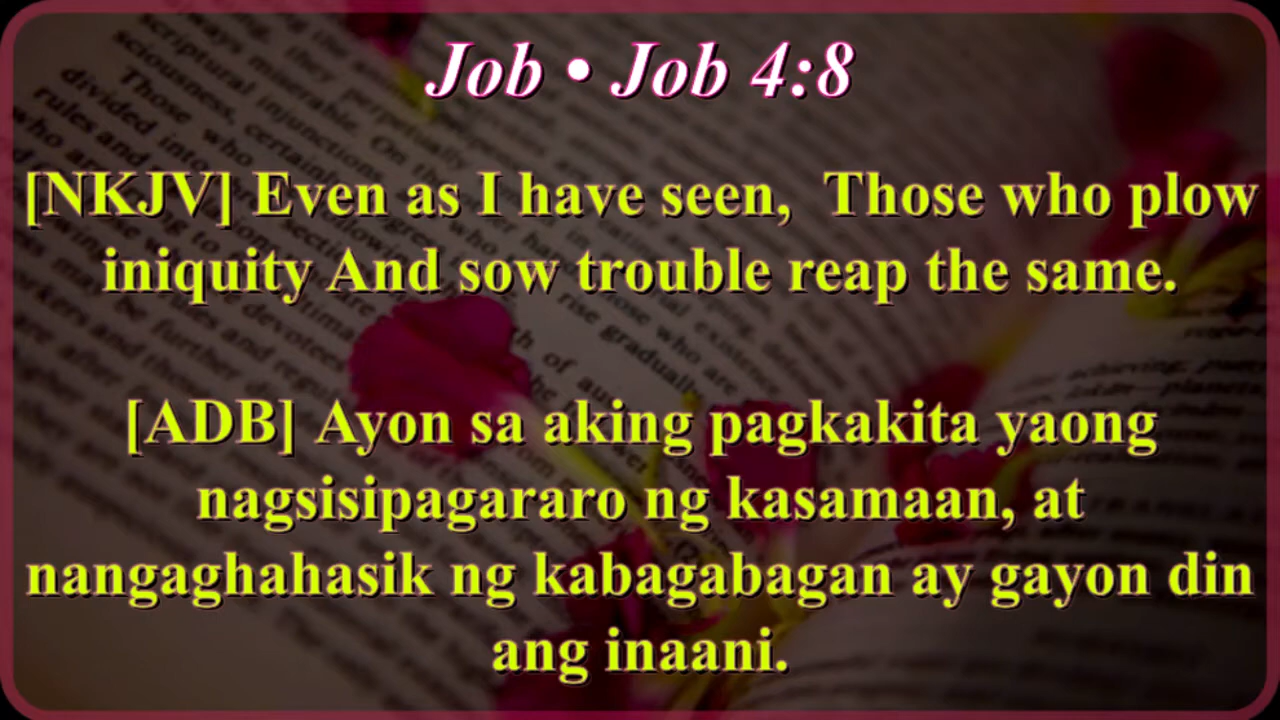 Job • Job 4:8
[NKJV] Even as I have seen,  Those who plow
iniquity And sow trouble reap the same.
[ADB] Ayon sa aking pagkakita yaong
nagsisipagararo ng kasamaan, at
nangaghahasik ng kabagabagan ay gayon din
ang inaani.